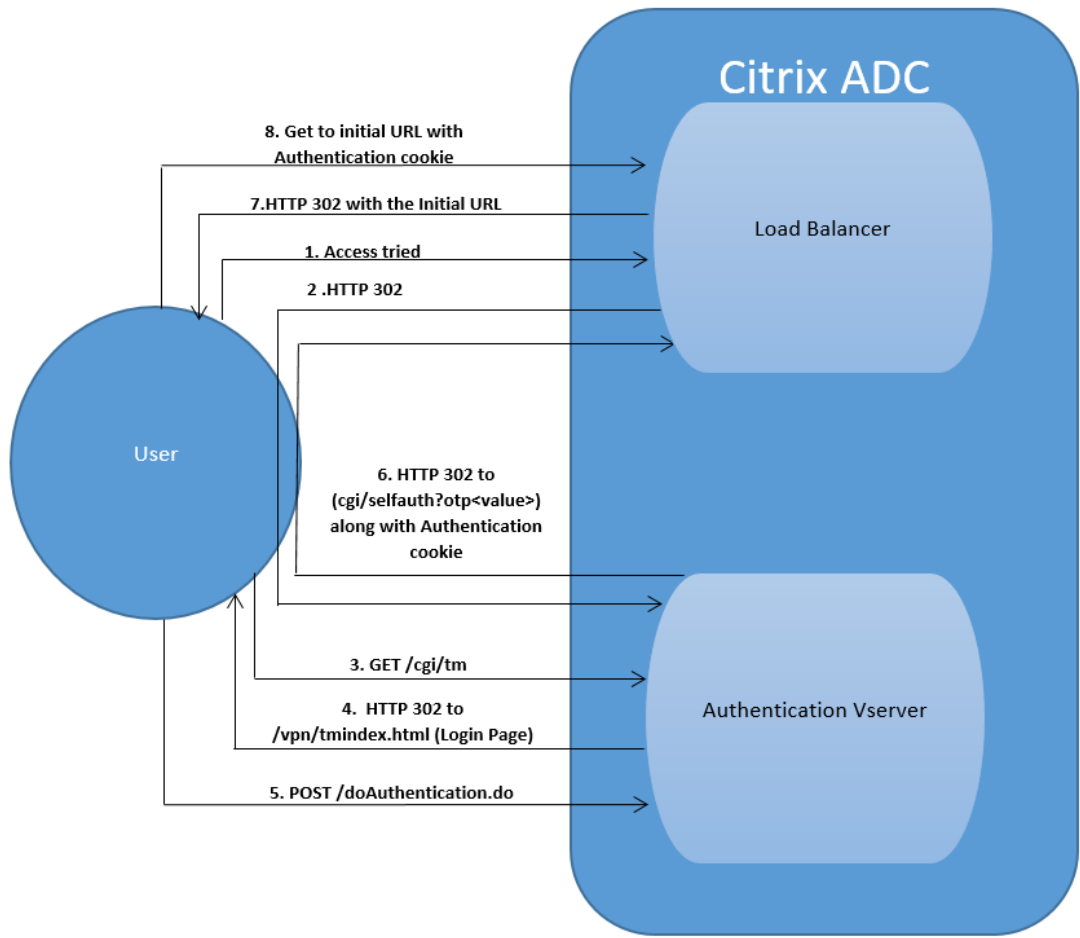 Citrix ADC
8. Get to initial URL with
Authentication cookie
7.HTTP 302 with the Initial URL
Load Balancer
1. Access tried
2 .HTTP 302
User
6. HTTP 302 to
(cgi/selfauth?otp<value>)
along with Authentication
cookie
3. GET /cgi/tm
4. HTTP 302 to
/vpn/tmindex.html (Login Page)
Authentication Vserver
5. POST /doAuthentication.do